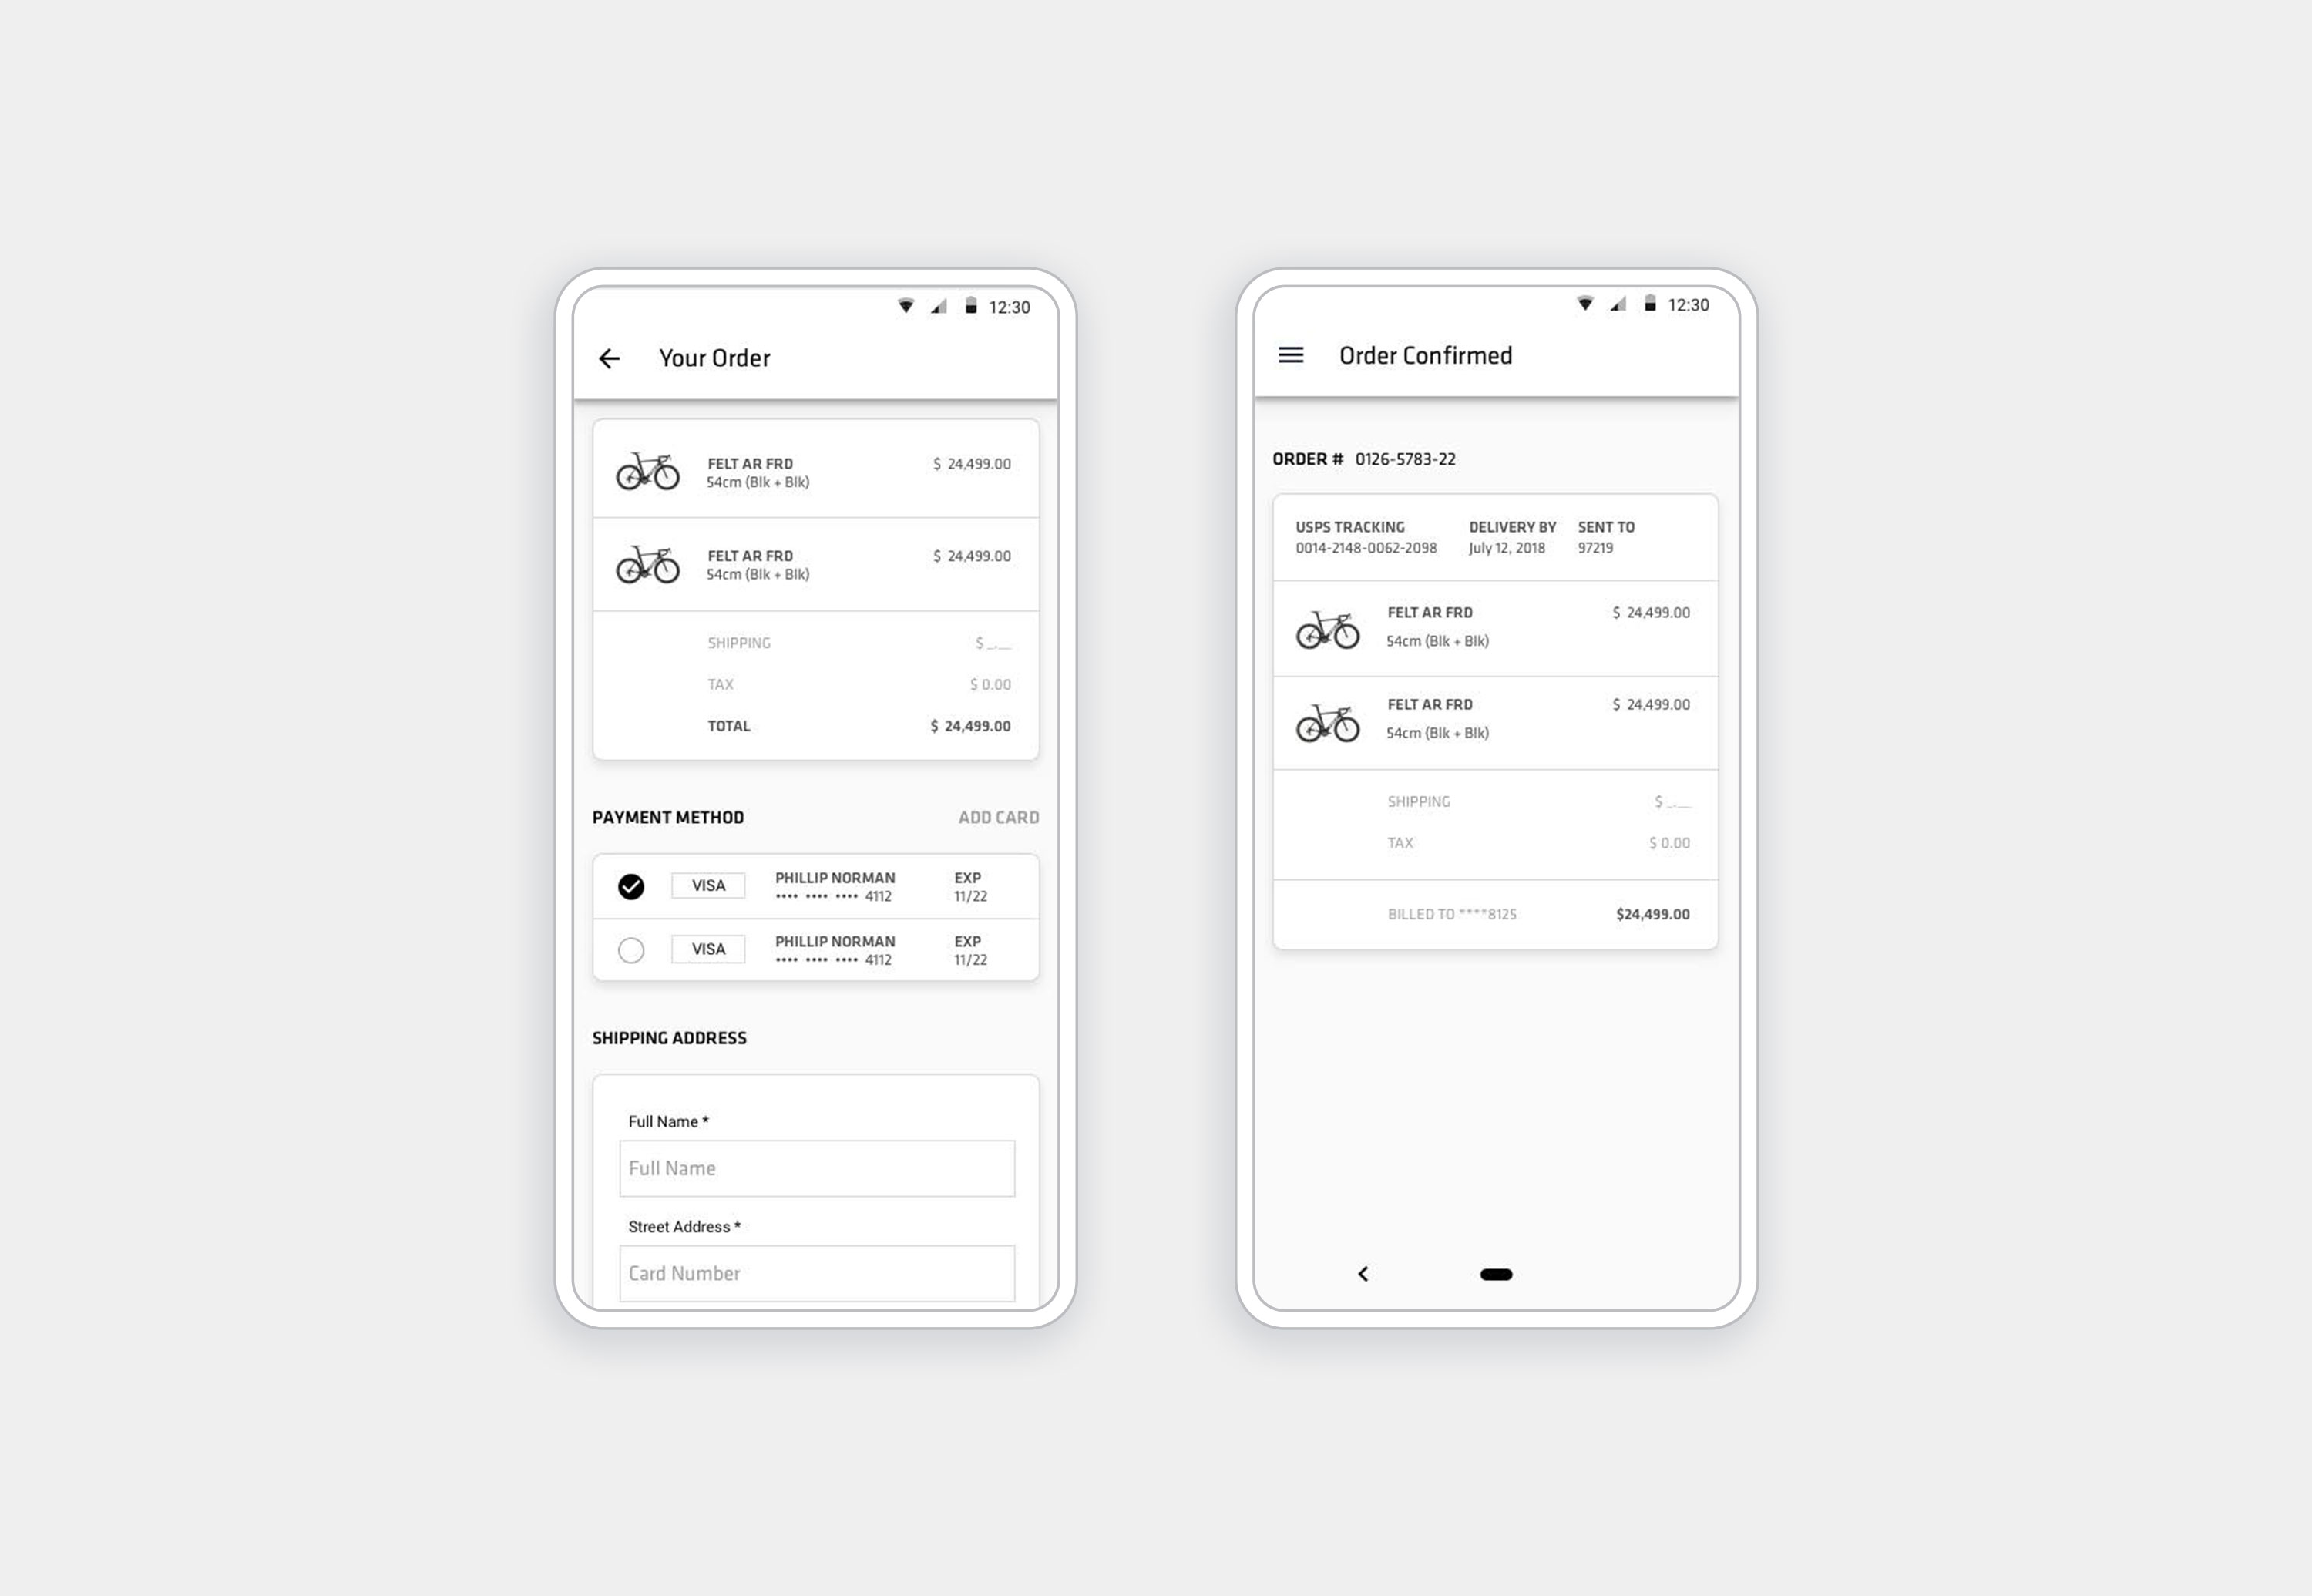 12:30
Your Order
FELT AR FRD $ 24,499.00
54cm (Blk + Blk)
FELT AR FRD $ 24,499.00
54cm (Blk + Blk)
SHIPPING $ _.__
TAX $ 0.00
TOTAL $ 24,499.00
PAYMENT METHOD ADD CARD
VISA PHILLIP NORMAN EXP
•••• •••• •••• 4112 11/22
VISA PHILLIP NORMAN EXP
•••• •••• •••• 4112 11/22
SHIPPING ADDRESS
Full Name *
Full Name
Street Address *
Card Number
12:30
Order Confirmed
ORDER # 0126-5783-22
USPS TRACKING DELIVERY BY SENT TO
0014-2148-0062-2098 July 12, 2018 97219
FELT AR FRD $ 24,499.00
54cm (Blk + Blk)
FELT AR FRD $ 24,499.00
54cm (Blk + Blk)
SHIPPING $ _.__
TAX $ 0.00
BILLED TO ****8125 $24,499.00